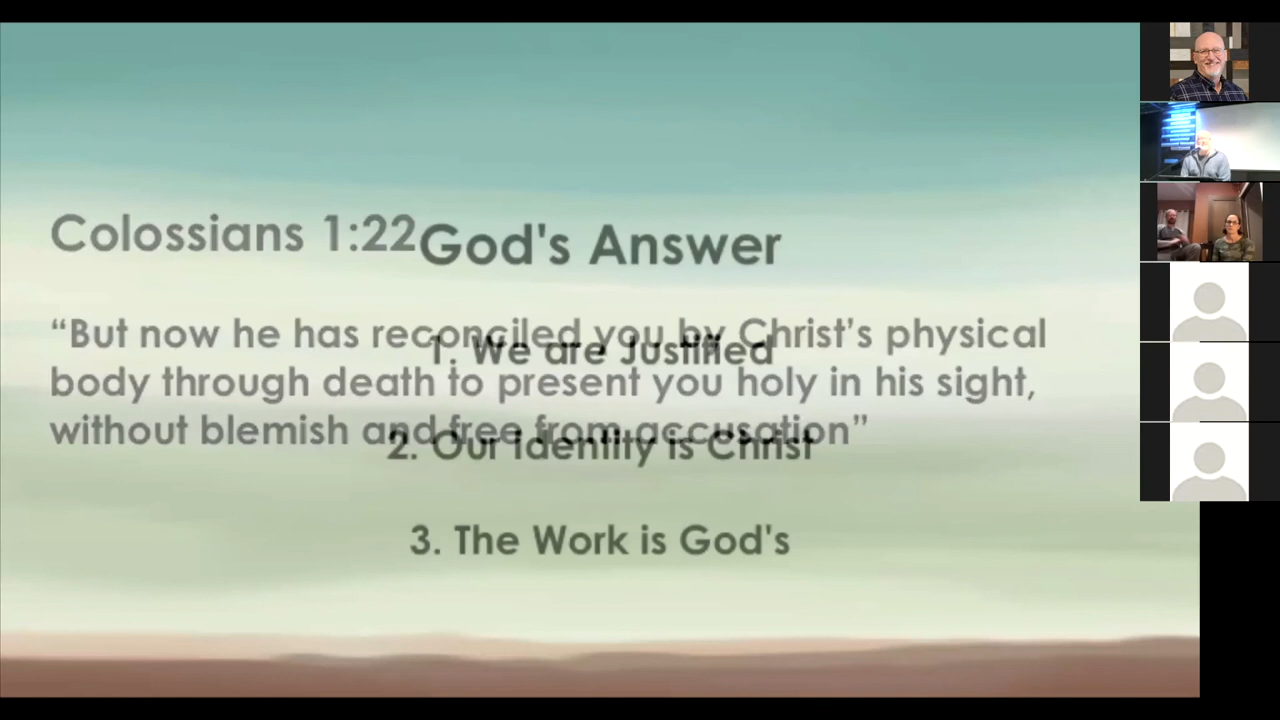 Colossians 1:22
God's Answer
“But now he has reconciled you by Christ's physical
body through death to present you holy in his sight,
without blemish and free from accusation”
1. We are Justified
2. Our Identity is Christ
3. The Work is God's